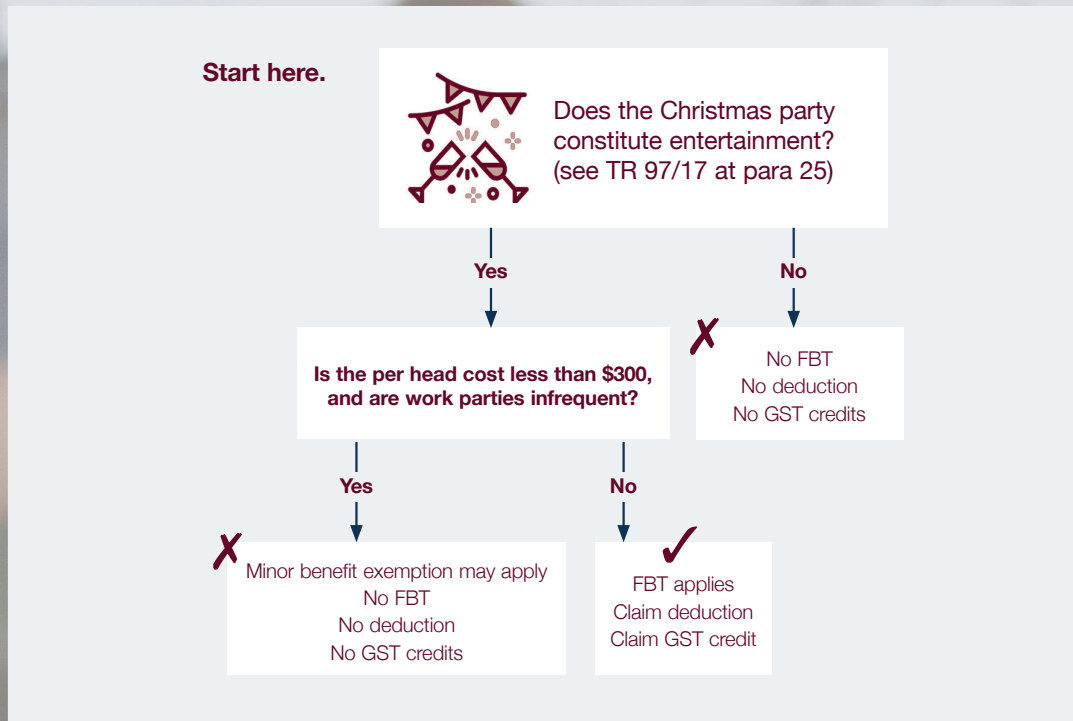 Start here.
Does the Christmas party
constitute entertainment?
(see TR 97/17 at para 25)
Yes
No
Is the per head cost less than $300,
and are work parties infrequent?
No FBT
No deduction
No GST credits
Yes
No
Minor benefit exemption may apply
No FBT
No deduction
No GST credits
FBT applies
Claim deduction
Claim GST credit